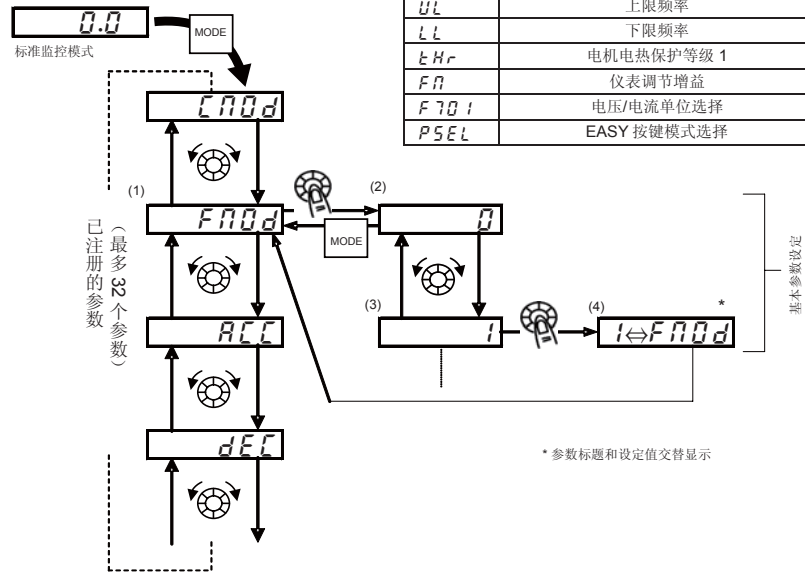 UL 上限频率
LL 下限频率
tHr 电机电热保护等级 1
FM 仪表调节增益
F701 电压/电流单位选择
PSEL EASY 按键模式选择
0.0
MODE
标准监控模式
CMOd
(1)
FMOd
(2)
0
MODE
(3)
1
(4)
*
1⇔FMOd
ACC
dEC
已注册的参数
（最多 32 个参数）
基本参数设定
* 参数标题和设定值交替显示